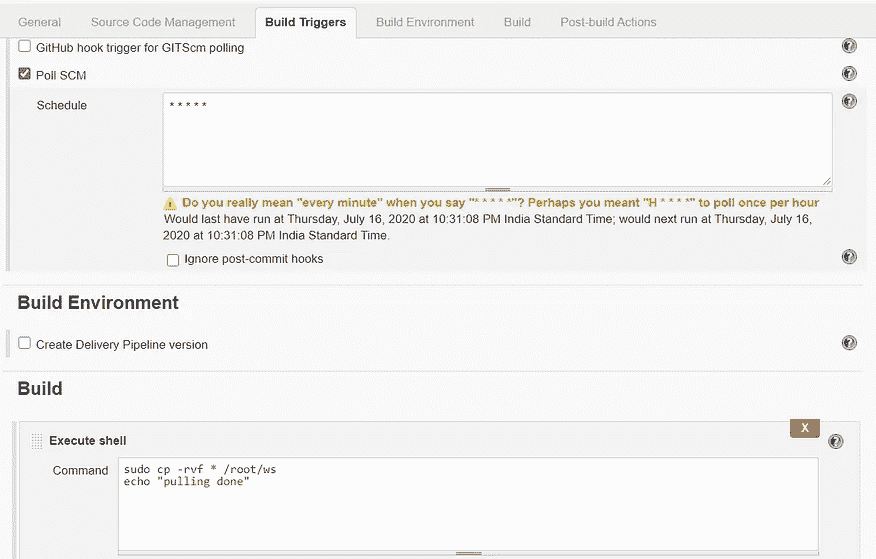 General Source Code Management Build Triggers Build Environment Build Post-build Actions
GitHub hook trigger for GITScm polling
Poll SCM
Schedule
* * * * *
Do you really mean "every minute" when you say "* * * * *"? Perhaps you meant "H * * * *" to poll once per hour
Would last have run at Thursday, July 16, 2020 at 10:31:08 PM India Standard Time; would next run at Thursday, July 16,
2020 at 10:31:08 PM India Standard Time.
Ignore post-commit hooks
Build Environment
Create Delivery Pipeline version
Build
X
Execute shell
Command
sudo cp -rvf * /root/ws
echo "pulling done"